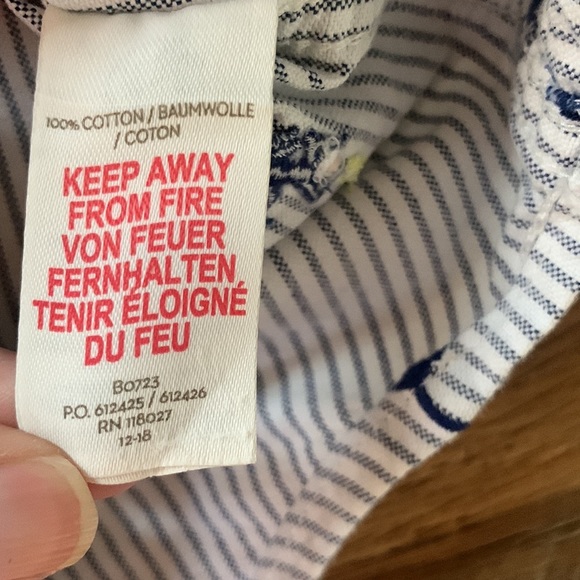 100% COTTON / BAUMWOLLE
/ COTON
KEEP AWAY
FROM FIRE
VON FEUER
FERNHALTEN
TENIR ÉLOIGNÉ
DU FEU
B0723
P.O. 612425 / 612426
RN 118027
12-18